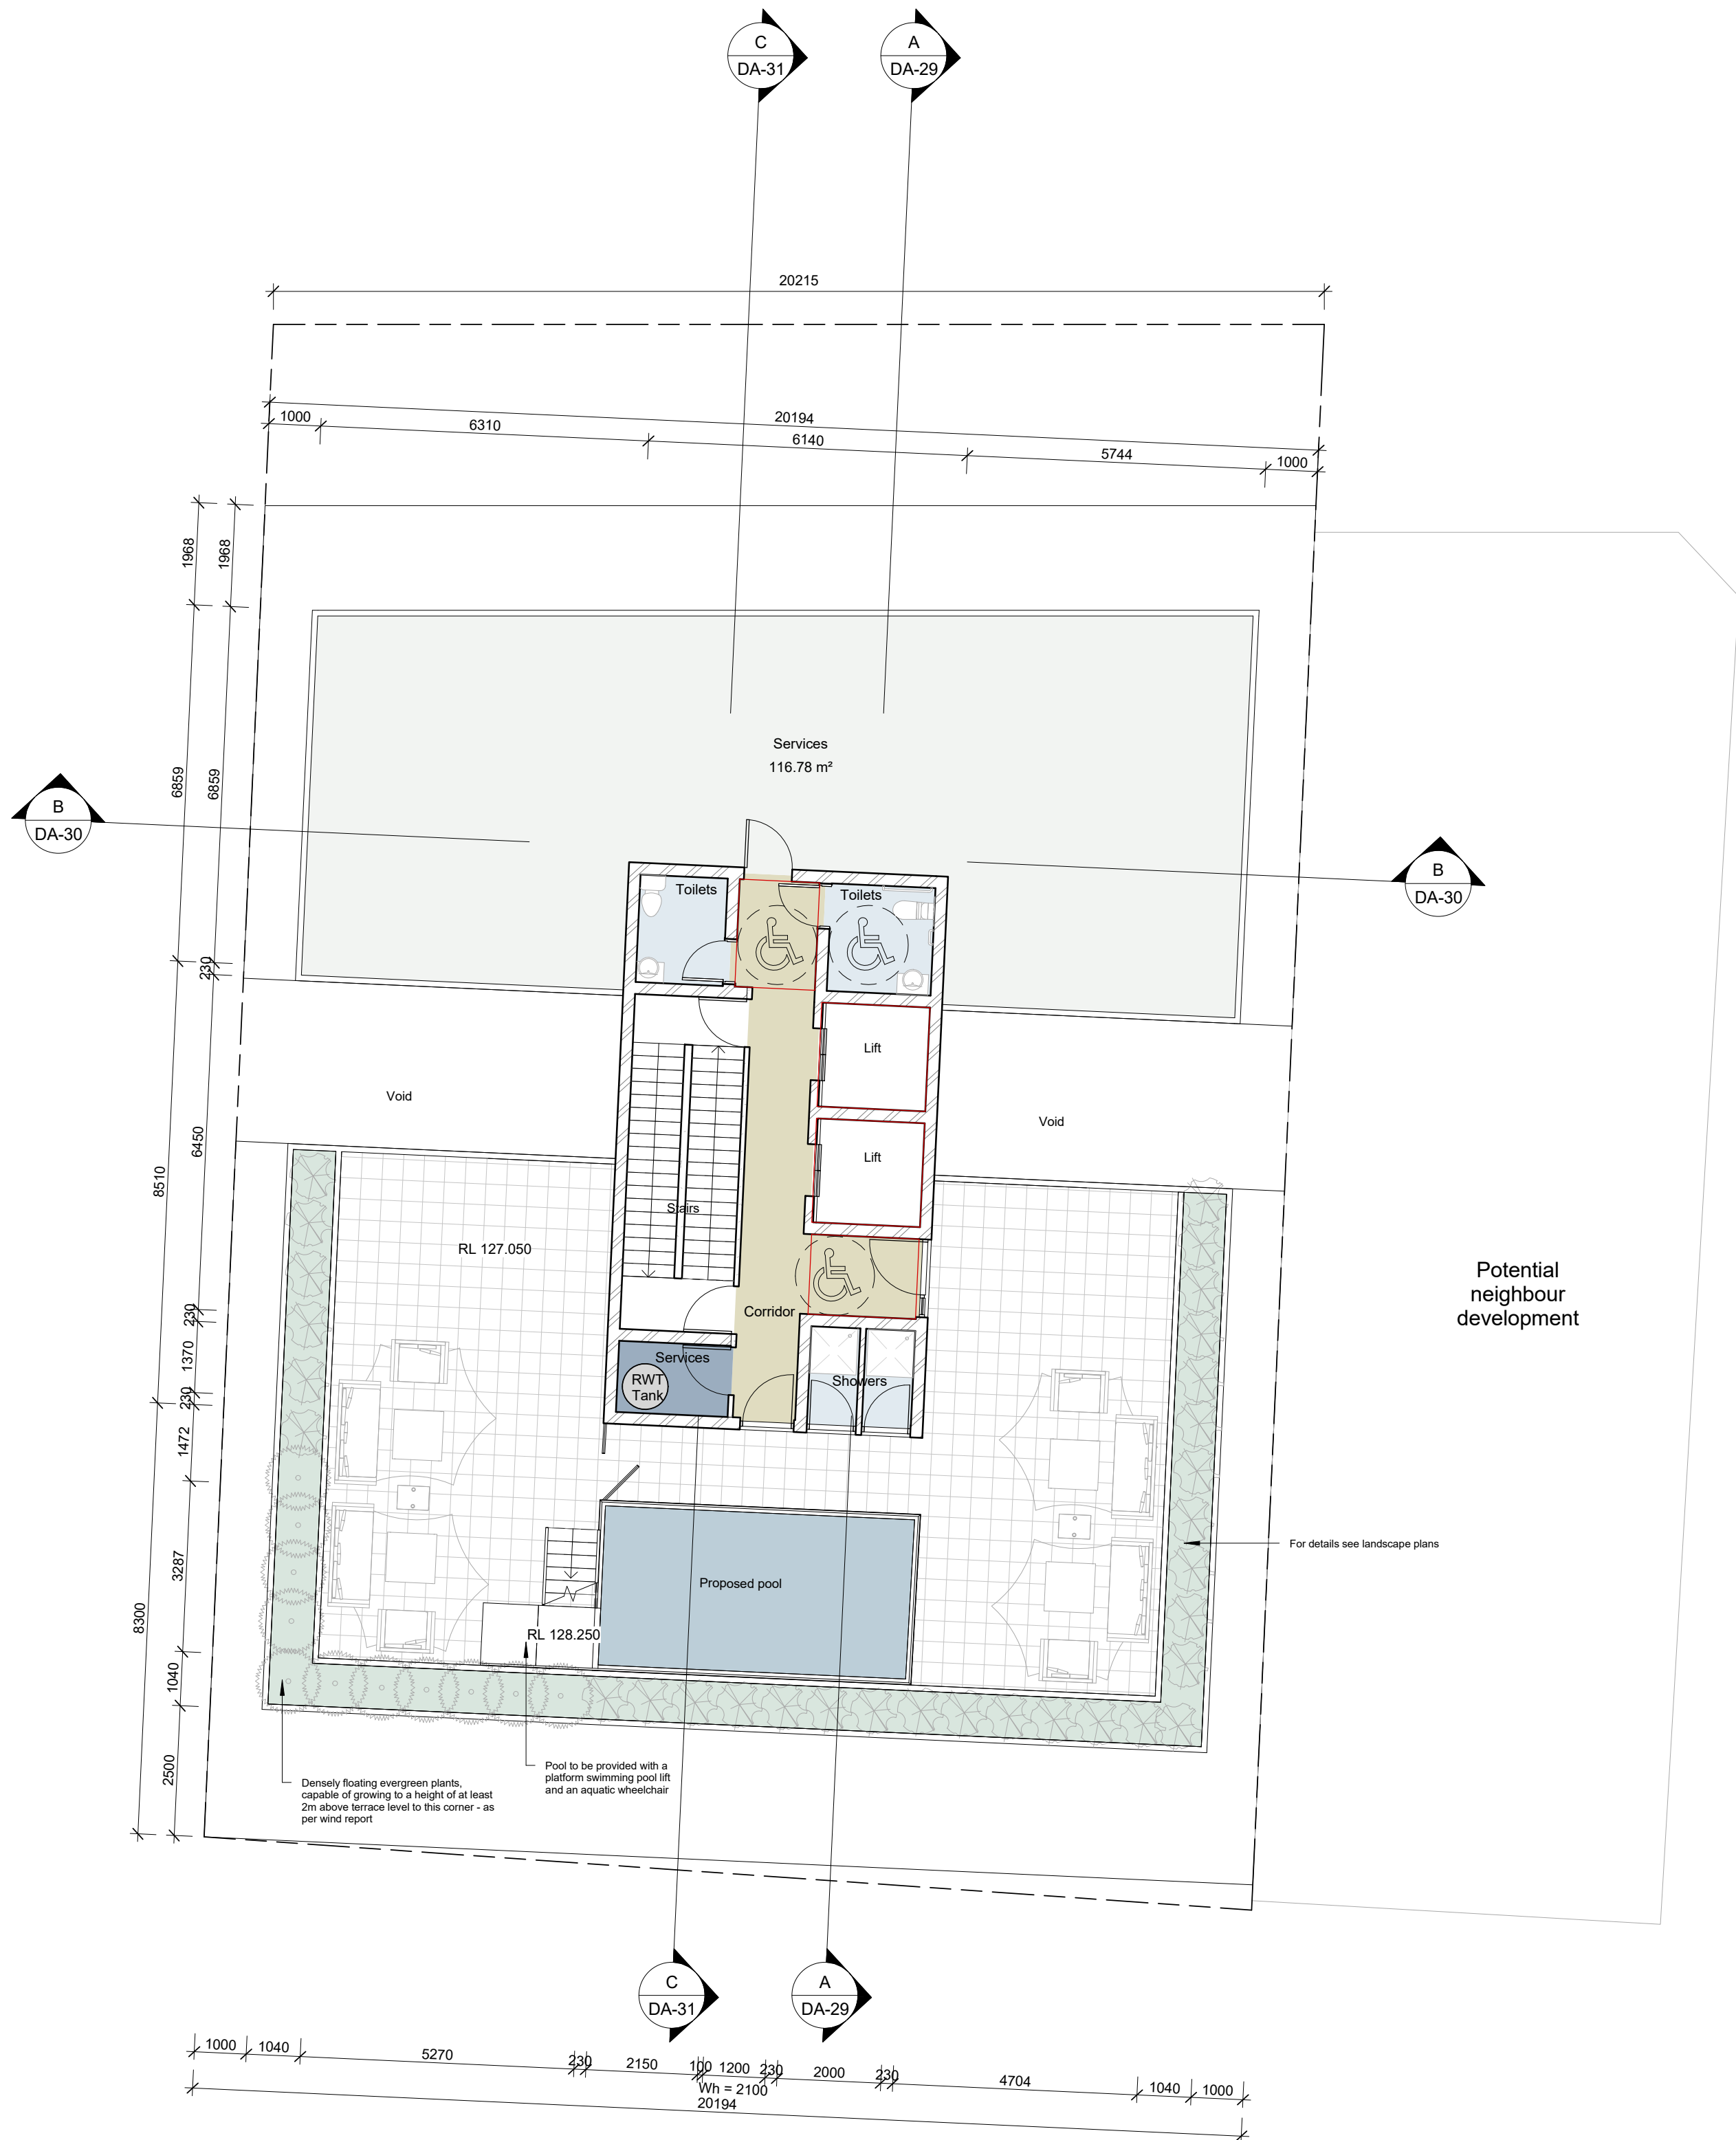 C
DA-31
A
DA-29
20215
20194
1000
6310
6140
5744
1000
1968
1968
6859
6859
Services
116.78 m²
B
DA-30
B
DA-30
Toilets
Toilets
230
Lift
Void
Void
6450
8510
Lift
Stairs
RL 127.050
Potential
neighbour
development
230
Corridor
1370
Services
RWT
Tank
Showers
230
1472
For details see landscape plans
3287
Proposed pool
8300
RL 128.250
1040
2500
Densely floating evergreen plants,
capable of growing to a height of at least
2m above terrace level to this corner - as
per wind report
Pool to be provided with a
platform swimming pool lift
and an aquatic wheelchair
C
DA-31
A
DA-29
1000
1040
5270
230
2150
100
1200
230
2000
230
4704
1040
1000
Wh = 2100
20194